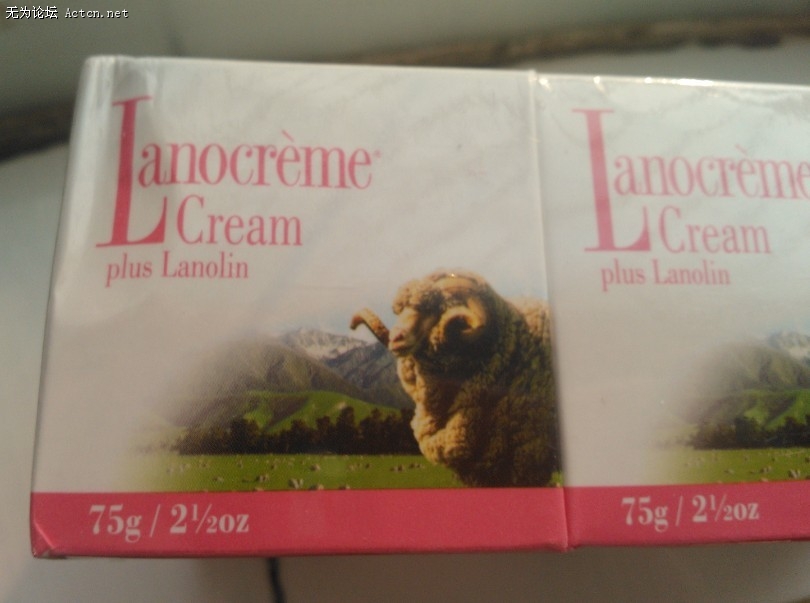 无为论坛 Actcn.net
Lanocrème®
Cream
plus Lanolin
75g / 2½oz
Lanocrème
Cream
plus Lanolin
75g / 2½oz